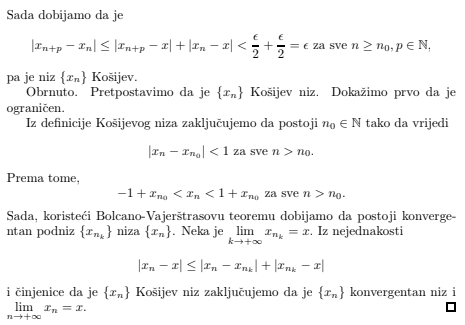 Sada dobijamo da je
|x_{n+p} − x_n| ≤ |x_{n+p} − x| + |x_n − x| < ϵ/2 + ϵ/2 = ϵ za sve n ≥ n_0, p ∈ ℕ,
pa je niz {x_n} Košijev.
Obrnuto. Pretpostavimo da je {x_n} Košijev niz. Dokažimo prvo da je
ograničen.
Iz definicije Košijevog niza zaključujemo da postoji n_0 ∈ ℕ tako da vrijedi
|x_n − x_{n_0}| < 1 za sve n > n_0.
Prema tome,
−1 + x_{n_0} < x_n < 1 + x_{n_0} za sve n > n_0.
Sada, koristeći Bolcano-Vajerštrasovu teoremu dobijamo da postoji konverge-
ntan podniz {x_{n_k}} niza {x_n}. Neka je lim_{k→+∞} x_{n_k} = x. Iz nejednakosti
|x_n − x| ≤ |x_n − x_{n_k}| + |x_{n_k} − x|
i činjenice da je {x_n} Košijev niz zaključujemo da je {x_n} konvergentan niz i
lim_{n→+∞} x_n = x.